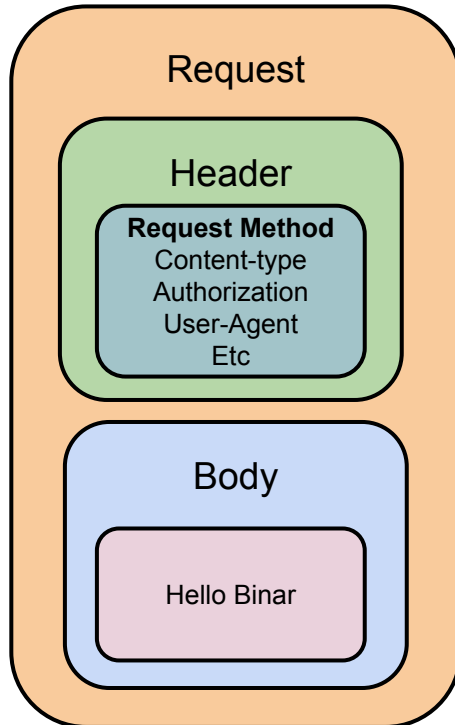 Request
Header
Request Method
Content-type
Authorization
User-Agent
Etc
Body
Hello Binar